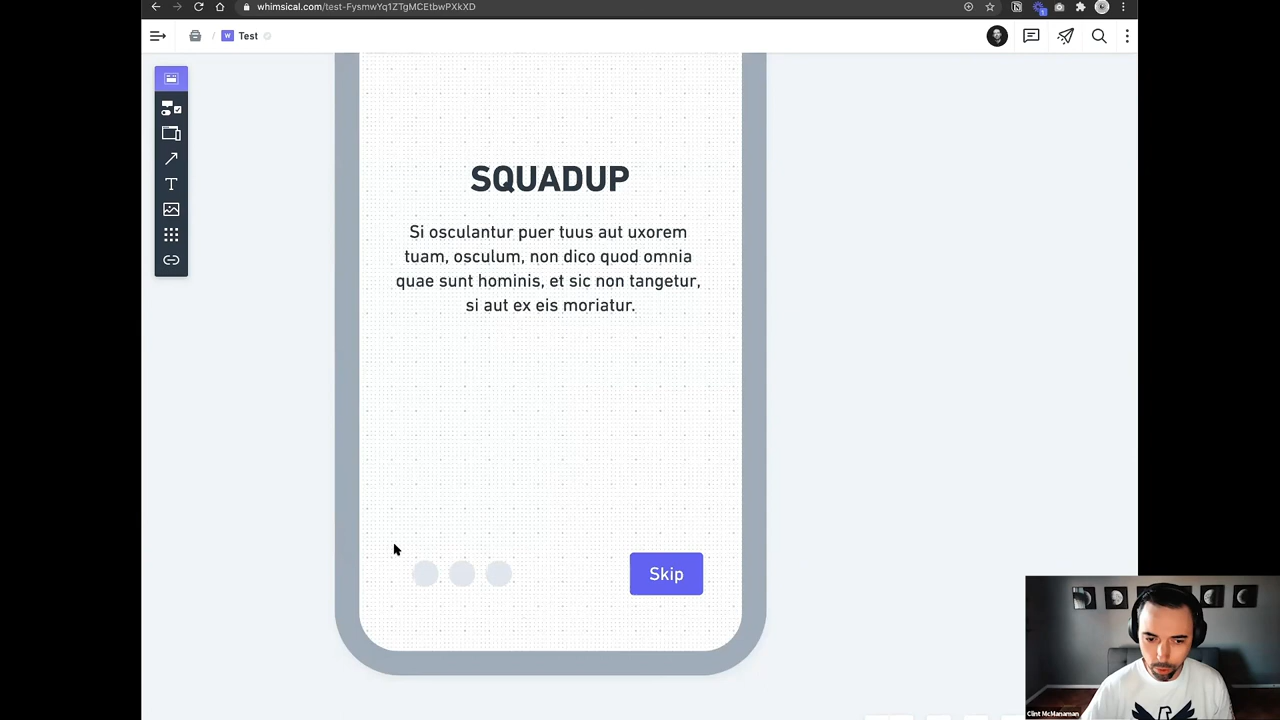 whimsical.com/test-FysmwYq1ZTgMCEtbwPXkXD
/ W Test
SQUADUP
Si osculantur puer tuus aut uxorem
tuam, osculum, non dico quod omnia
quae sunt hominis, et sic non tangetur,
si aut ex eis moriatur.
Skip
Clint McManaman